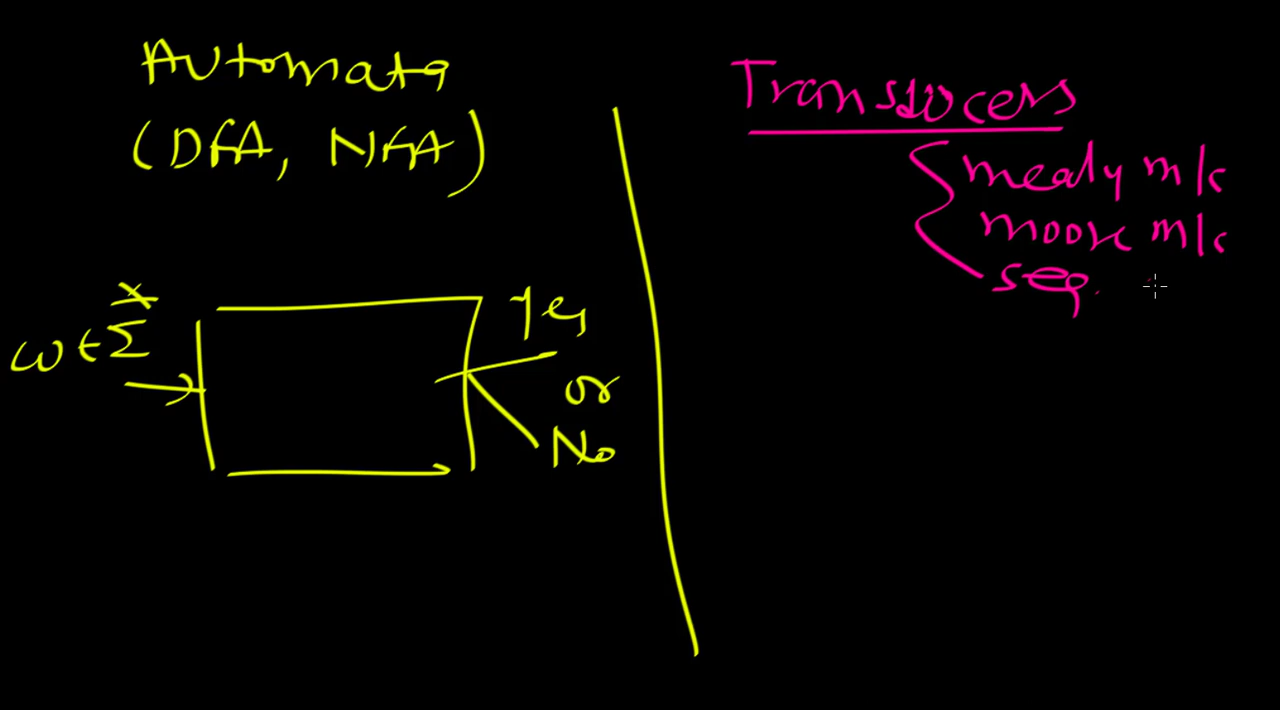 Automata
(DFA, NFA)
ω ∈ Σ*
Yes
or
No
Transducers
mealy m/c
moore m/c
seq.